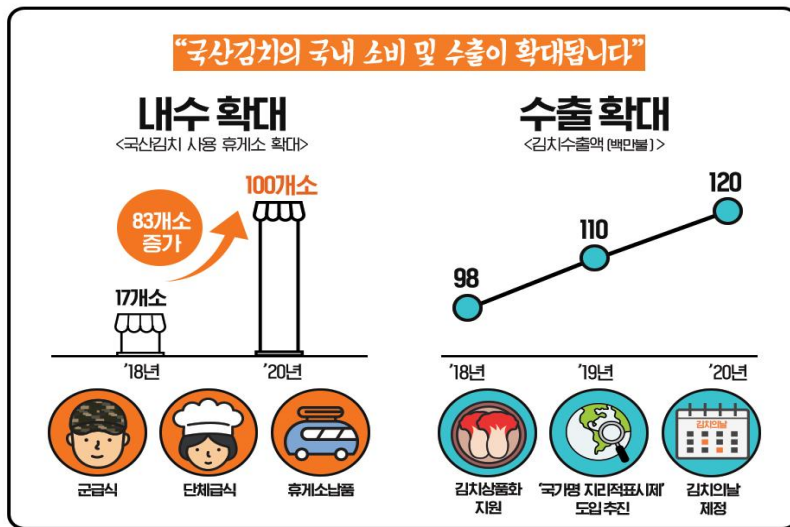 “국산김치의 국내 소비 및 수출이 확대됩니다”
내수 확대
<국산김치 사용 휴게소 확대>
100개소
83개소
증가
17개소
'18년
'20년
군급식
단체급식
휴게소납품
수출 확대
<김치수출액 (백만불)>
120
110
98
'18년
'19년
'20년
김치의날
김치상품화
지원
'국가명 지리적표시제'
도입 추진
김치의날
제정